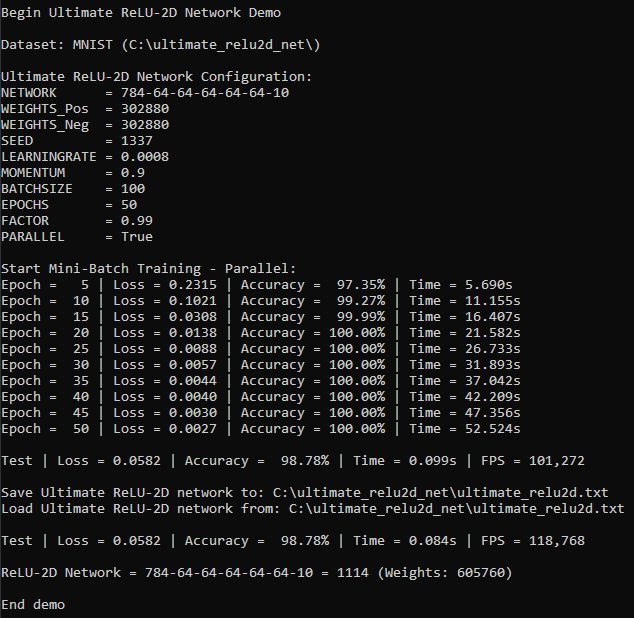 Begin Ultimate ReLU-2D Network Demo
Dataset: MNIST (C:\ultimate_relu2d_net\)
Ultimate ReLU-2D Network Configuration:
NETWORK      = 784-64-64-64-64-64-10
WEIGHTS_Pos  = 302880
WEIGHTS_Neg  = 302880
SEED         = 1337
LEARNINGRATE = 0.0008
MOMENTUM     = 0.9
BATCHSIZE    = 100
EPOCHS       = 50
FACTOR       = 0.99
PARALLEL     = True
Start Mini-Batch Training - Parallel:
Epoch =   5 | Loss = 0.2315 | Accuracy =  97.35% | Time = 5.690s
Epoch =  10 | Loss = 0.1021 | Accuracy =  99.27% | Time = 11.155s
Epoch =  15 | Loss = 0.0308 | Accuracy =  99.99% | Time = 16.407s
Epoch =  20 | Loss = 0.0138 | Accuracy = 100.00% | Time = 21.582s
Epoch =  25 | Loss = 0.0088 | Accuracy = 100.00% | Time = 26.733s
Epoch =  30 | Loss = 0.0057 | Accuracy = 100.00% | Time = 31.893s
Epoch =  35 | Loss = 0.0044 | Accuracy = 100.00% | Time = 37.042s
Epoch =  40 | Loss = 0.0040 | Accuracy = 100.00% | Time = 42.209s
Epoch =  45 | Loss = 0.0030 | Accuracy = 100.00% | Time = 47.356s
Epoch =  50 | Loss = 0.0027 | Accuracy = 100.00% | Time = 52.524s
Test | Loss = 0.0582 | Accuracy =  98.78% | Time = 0.099s | FPS = 101,272
Save Ultimate ReLU-2D network to: C:\ultimate_relu2d_net\ultimate_relu2d.txt
Load Ultimate ReLU-2D network from: C:\ultimate_relu2d_net\ultimate_relu2d.txt
Test | Loss = 0.0582 | Accuracy =  98.78% | Time = 0.084s | FPS = 118,768
ReLU-2D Network = 784-64-64-64-64-64-10 = 1114 (Weights: 605760)
End demo